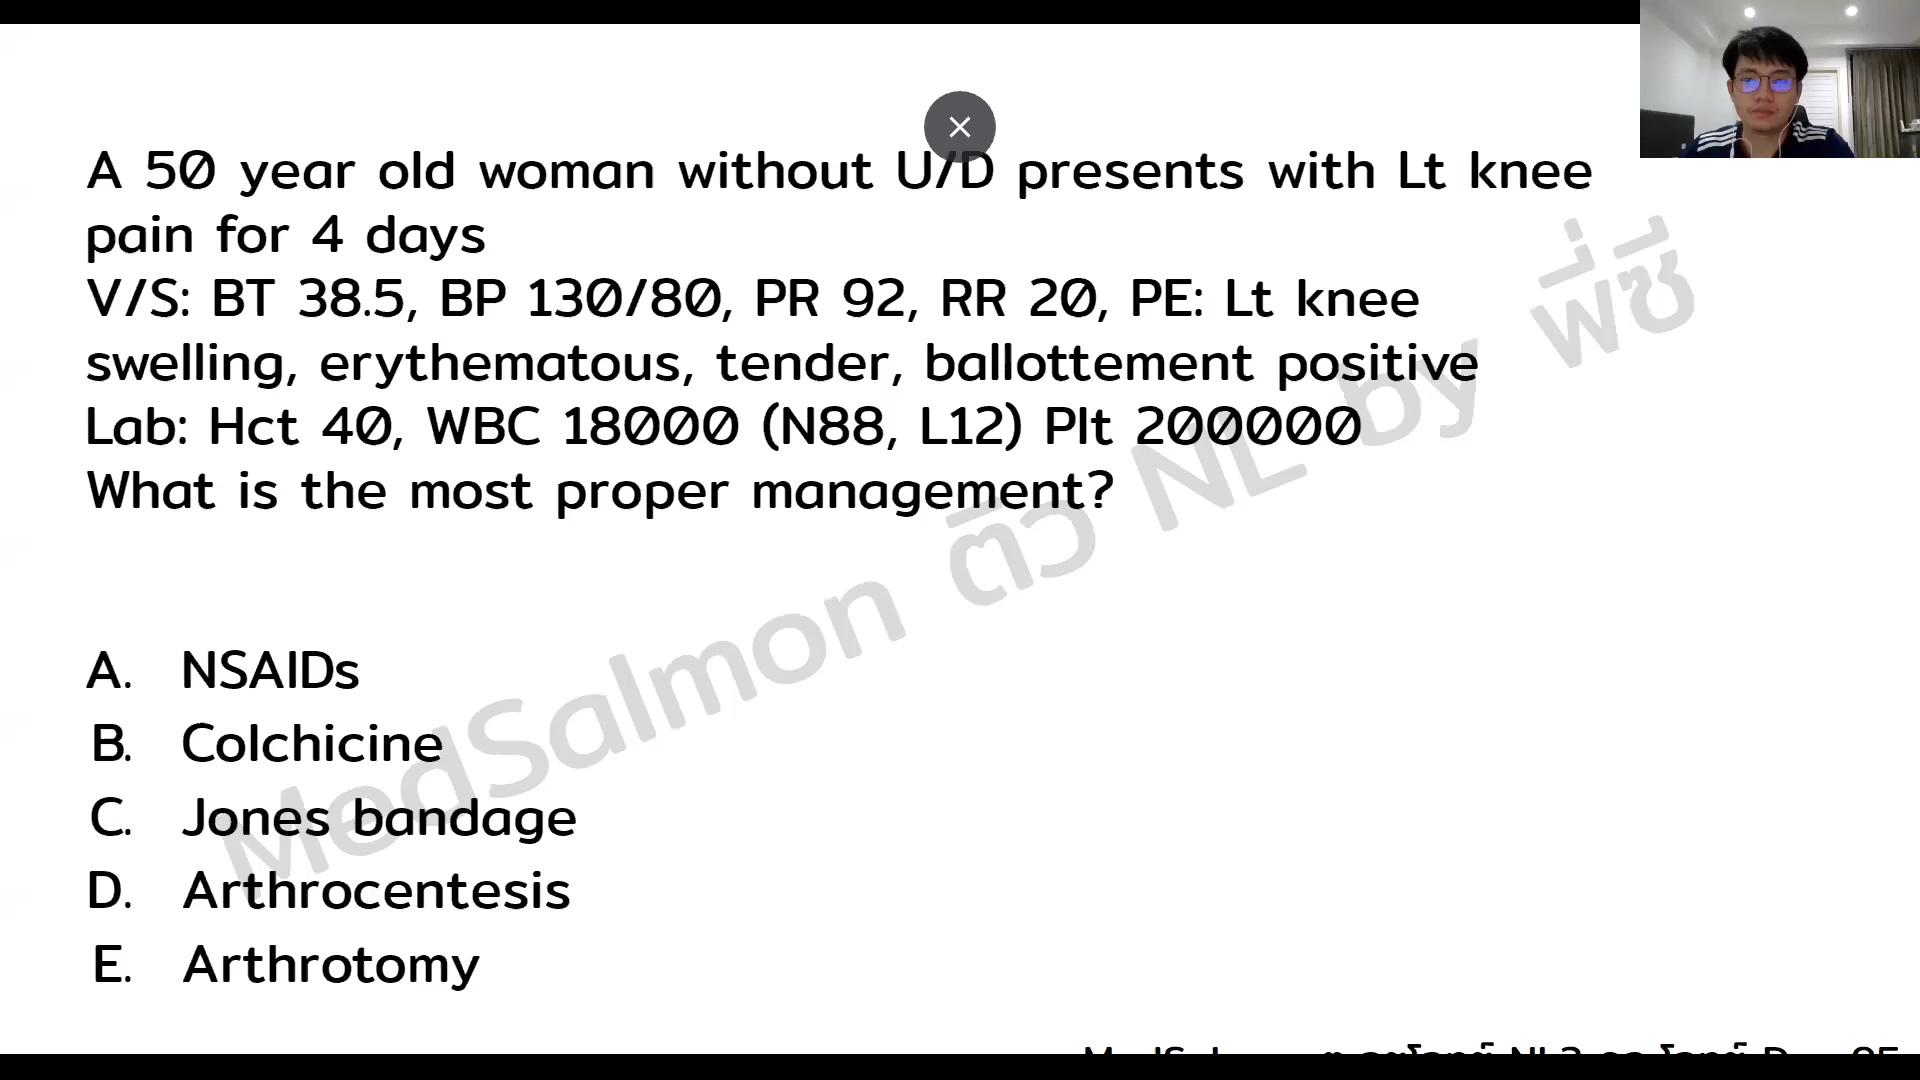 A 50 year old woman without U/D presents with Lt knee
pain for 4 days
V/S: BT 38.5, BP 130/80, PR 92, RR 20, PE: Lt knee
swelling, erythematous, tender, ballottement positive
Lab: Hct 40, WBC 18000 (N88, L12) Plt 200000
What is the most proper management?
A. NSAIDs
B. Colchicine
C. Jones bandage
D. Arthrocentesis
E. Arthrotomy
MedSalmon ติว NL by พี่ซี